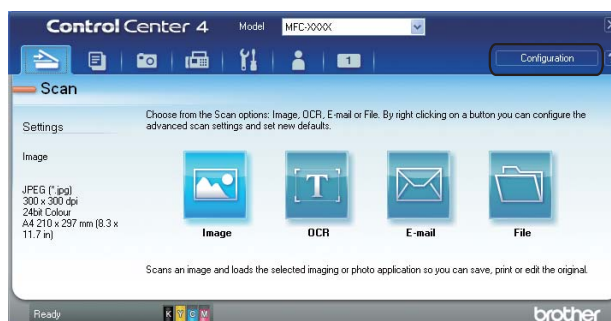 Control Center 4
Model
MFC-XXXX
1
Configuration
Scan
Settings
Image
JPEG (*.jpg)
300 x 300 dpi
24bit Colour
A4 210 x 297 mm (8.3 x
11.7 in)
Choose from the Scan options: Image, OCR, E-mail or File. By right clicking on a button you can configure the
advanced scan settings and set new defaults.
T
Image
OCR
E-mail
File
Scans an image and loads the selected imaging or photo application so you can save, print or edit the original.
Ready
K Y C M
brother